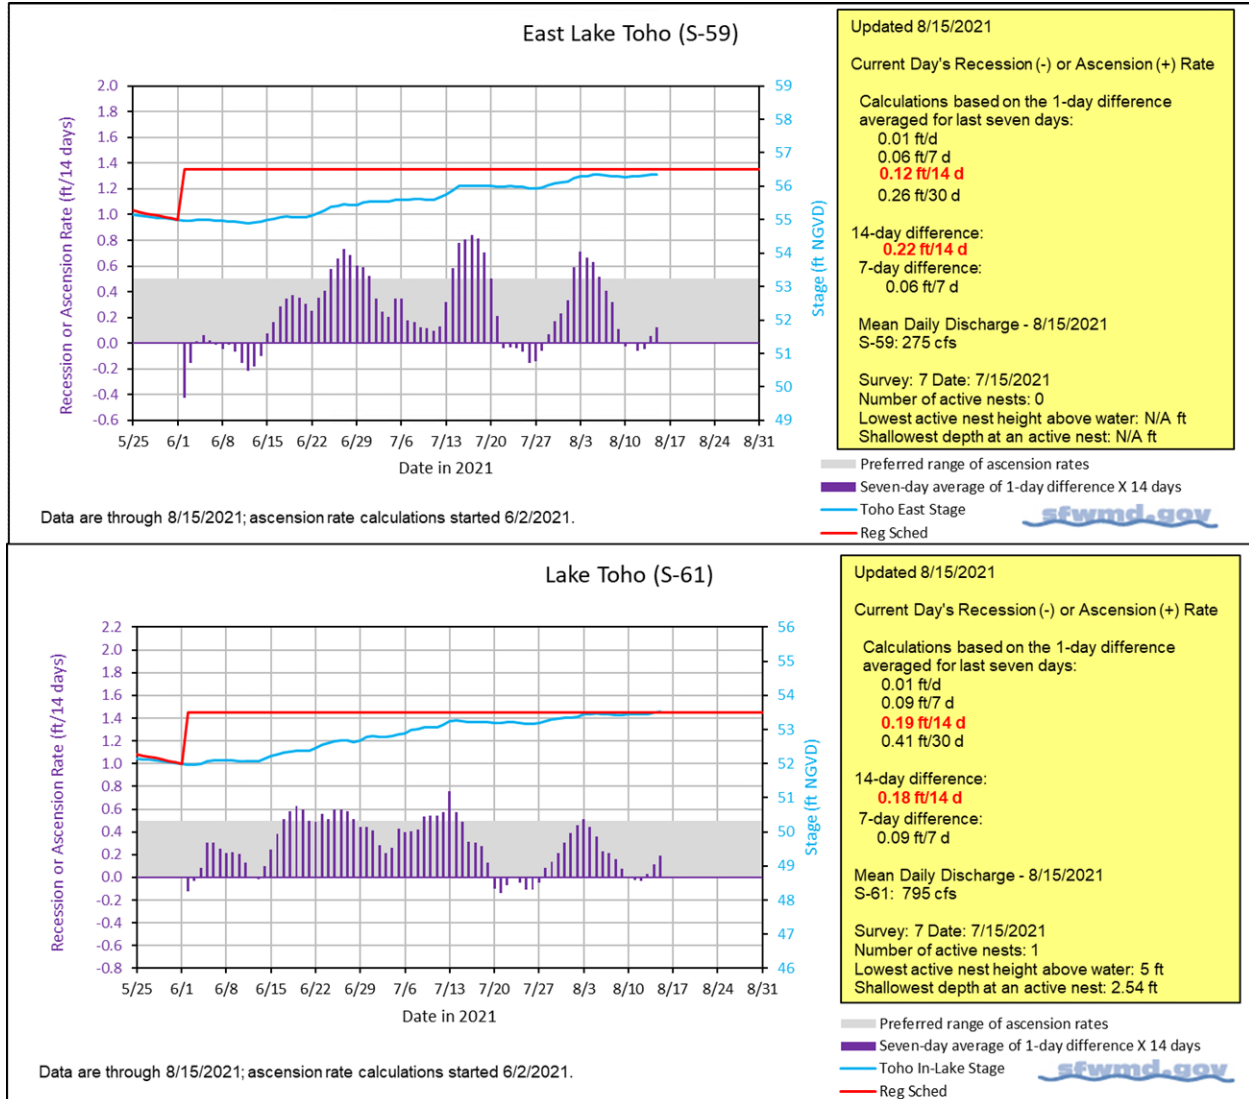 East Lake Toho (S-59)
Recession or Ascension Rate (ft/14 days)
2.0
1.8
1.6
1.4
1.2
1.0
0.8
0.6
0.4
0.2
0.0
-0.2
-0.4
-0.6
59
58
57
56
55
54
53
52
51
50
49
Stage (ft NGVD)
5/25 6/1 6/8 6/15 6/22 6/29 7/6 7/13 7/20 7/27 8/3 8/10 8/17 8/24 8/31
Date in 2021
Data are through 8/15/2021; ascension rate calculations started 6/2/2021.
Updated 8/15/2021
Current Day's Recession (-) or Ascension (+) Rate
Calculations based on the 1-day difference
averaged for last seven days:
0.01 ft/d
0.06 ft/7 d
0.12 ft/14 d
0.26 ft/30 d
14-day difference:
0.22 ft/14 d
7-day difference:
0.06 ft/7 d
Mean Daily Discharge - 8/15/2021
S-59: 275 cfs
Survey: 7 Date: 7/15/2021
Number of active nests: 0
Lowest active nest height above water: N/A ft
Shallowest depth at an active nest: N/A ft
Preferred range of ascension rates
Seven-day average of 1-day difference X 14 days
Toho East Stage
Reg Sched
sfwmd.gov
Lake Toho (S-61)
Recession or Ascension Rate (ft/14 days)
2.2
2.0
1.8
1.6
1.4
1.2
1.0
0.8
0.6
0.4
0.2
0.0
-0.2
-0.4
-0.6
-0.8
56
55
54
53
52
51
50
49
48
47
46
Stage (ft NGVD)
5/25 6/1 6/8 6/15 6/22 6/29 7/6 7/13 7/20 7/27 8/3 8/10 8/17 8/24 8/31
Date in 2021
Data are through 8/15/2021; ascension rate calculations started 6/2/2021.
Updated 8/15/2021
Current Day's Recession (-) or Ascension (+) Rate
Calculations based on the 1-day difference
averaged for last seven days:
0.01 ft/d
0.09 ft/7 d
0.19 ft/14 d
0.41 ft/30 d
14-day difference:
0.18 ft/14 d
7-day difference:
0.09 ft/7 d
Mean Daily Discharge - 8/15/2021
S-61: 795 cfs
Survey: 7 Date: 7/15/2021
Number of active nests: 1
Lowest active nest height above water: 5 ft
Shallowest depth at an active nest: 2.54 ft
Preferred range of ascension rates
Seven-day average of 1-day difference X 14 days
Toho In-Lake Stage
Reg Sched
sfwmd.gov